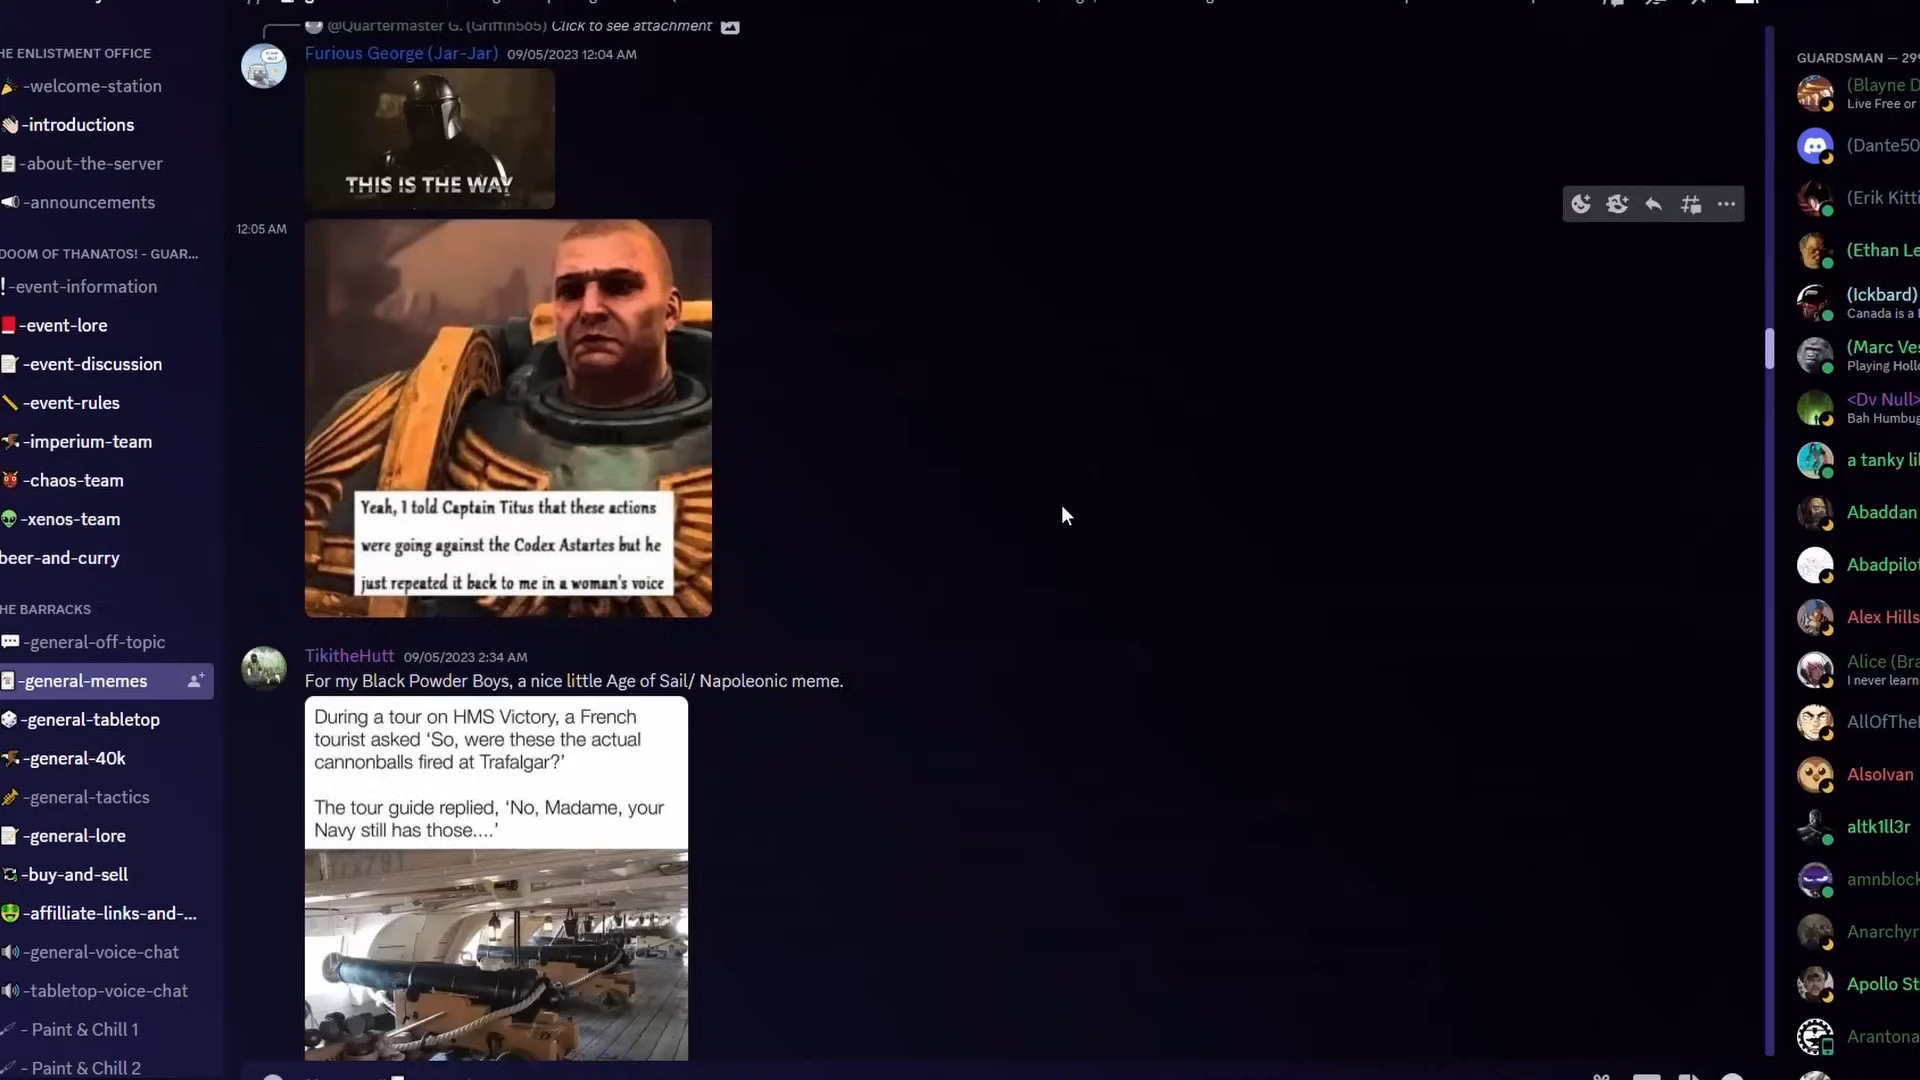 @Quartermaster G. (Griffin565) Click to see attachment
Furious George (Jar-Jar) 09/05/2023 12:04 AM
THIS IS THE WAY
12:05 AM
Yeah, I told Captain Titus that these actions
were going against the Codex Astartes but he
just repeated it back to me in a woman's voice
TikitheHutt 09/05/2023 2:34 AM
For my Black Powder Boys, a nice little Age of Sail/ Napoleonic meme.
During a tour on HMS Victory, a French
tourist asked ‘So, were these the actual
cannonballs fired at Trafalgar?’
The tour guide replied, ‘No, Madame, your
Navy still has those....’
HE ENLISTMENT OFFICE
-welcome-station
-introductions
-about-the-server
-announcements
DOOM OF THANATOS! - GUAR...
-event-information
-event-lore
-event-discussion
-event-rules
-imperium-team
-chaos-team
-xenos-team
beer-and-curry
HE BARRACKS
-general-off-topic
-general-memes
-general-tabletop
-general-40k
-general-tactics
-general-lore
-buy-and-sell
-affilliate-links-and-...
-general-voice-chat
-tabletop-voice-chat
- Paint & Chill 1
- Paint & Chill 2
GUARDSMAN — 29
(Blayne D
Live Free or
(Dante50
(Erik Kitti
(Ethan Le
(Ickbard)
Canada is a
(Marc Ves
Playing Hollo
<Dv Null>
Bah Humbug
a tanky li
Abaddan
Abadpilot
Alex Hills
Alice (Bra
I never learn
AllOfThe
AlsoIvan
altk1ll3r
amnblock
Anarchyr
Apollo St
Arantona